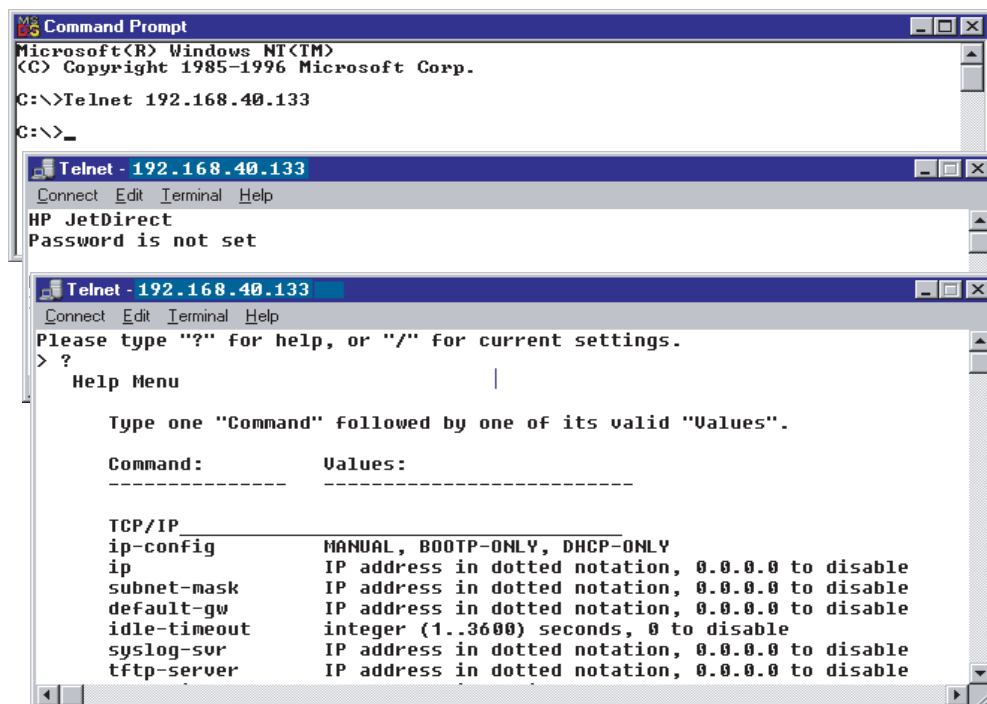 Command Prompt
Microsoft(R) Windows NT(TM)
(C) Copyright 1985-1996 Microsoft Corp.
C:\>Telnet 192.168.40.133
C:\>_
Telnet - 192.168.40.133
Connect Edit Terminal Help
HP JetDirect
Password is not set
Telnet - 192.168.40.133
Connect Edit Terminal Help
Please type "?" for help, or "/" for current settings.
> ?
Help Menu
Type one "Command" followed by one of its valid "Values".
Command: Values:
--------------- --------------------------
TCP/IP_____________________________________
ip-config MANUAL, BOOTP-ONLY, DHCP-ONLY
ip IP address in dotted notation, 0.0.0.0 to disable
subnet-mask IP address in dotted notation, 0.0.0.0 to disable
default-gw IP address in dotted notation, 0.0.0.0 to disable
idle-timeout integer (1..3600) seconds, 0 to disable
syslog-svr IP address in dotted notation, 0.0.0.0 to disable
tftp-server IP address in dotted notation, 0.0.0.0 to disable